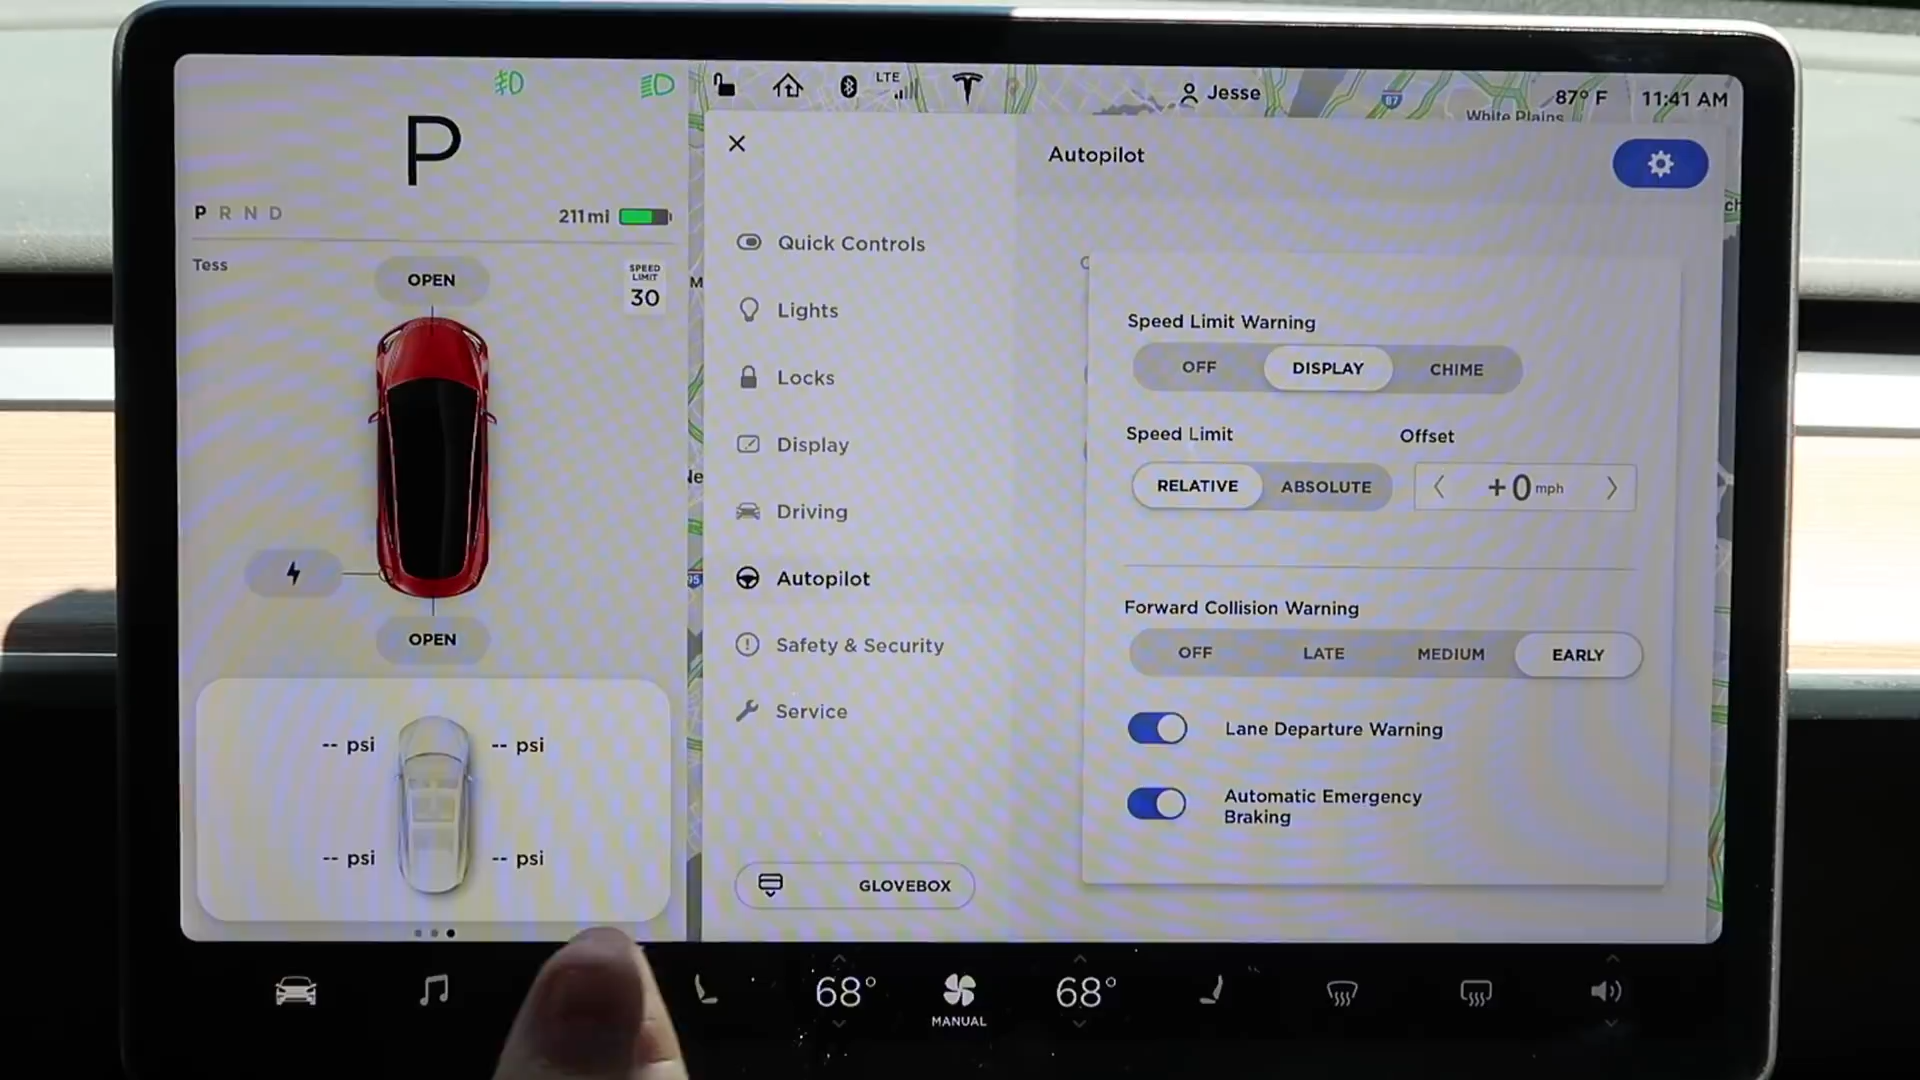 LTE
Jesse
87° F
11:41 AM
White Plains
87
P
P R N D
211 mi
Tess
SPEED
LIMIT
30
OPEN
OPEN
-- psi
-- psi
-- psi
-- psi
Autopilot
Quick Controls
Lights
Locks
Display
Driving
Autopilot
Safety & Security
Service
GLOVEBOX
M
95
Speed Limit Warning
OFF DISPLAY CHIME
Speed Limit Offset
RELATIVE ABSOLUTE +0 mph
Forward Collision Warning
OFF LATE MEDIUM EARLY
Lane Departure Warning
Automatic Emergency
Braking
68°
MANUAL
68°